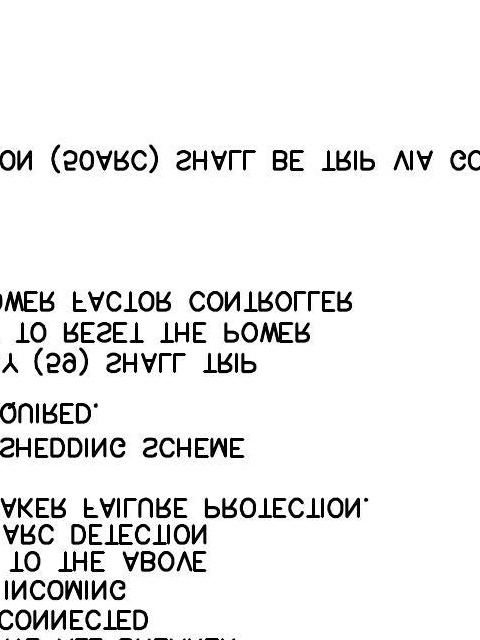 CONNECTED
INCOMING
TO THE ABOVE
ARC DETECTION
AKER FAILURE PROTECTION.
SHEDDING SCHEME
QUIRED.
Y (59) SHALL TRIP
TO RESET THE POWER
OWER FACTOR CONTROLLER
ON (50ARC) SHALL BE TRIP VIA CO